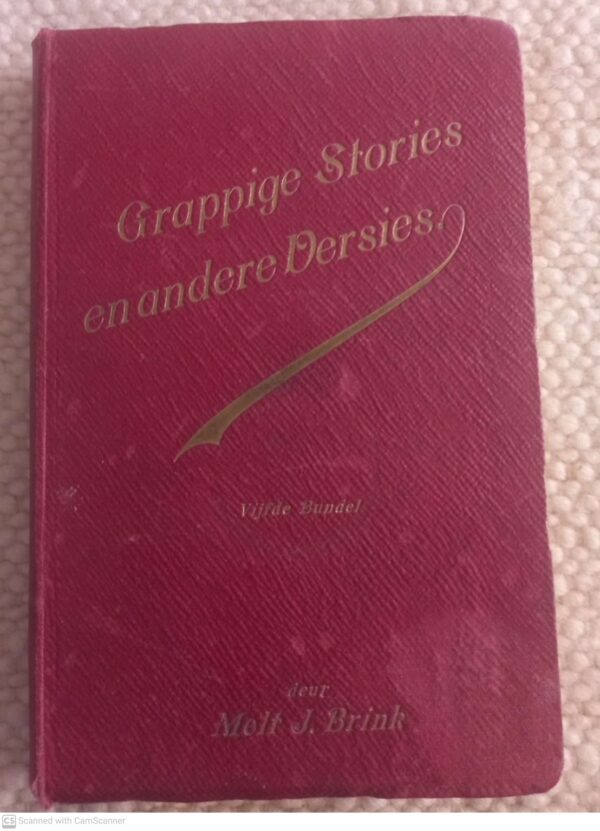 Grappige Stories
en andere Versies.
Vijfde Bundel.
deur
Melt J. Brink
CS Scanned with CamScanner